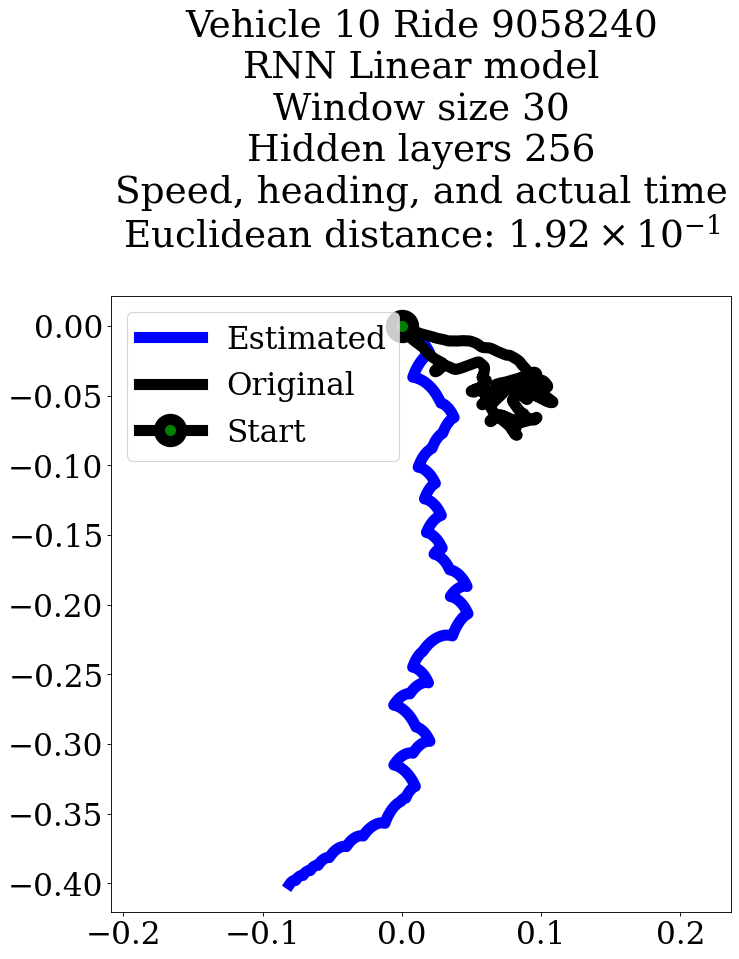 Vehicle 10 Ride 9058240
RNN Linear model
Window size 30
Hidden layers 256
Speed, heading, and actual time
Euclidean distance: 1.92 × 10⁻¹
Estimated
Original
Start
0.00
−0.05
−0.10
−0.15
−0.20
−0.25
−0.30
−0.35
−0.40
−0.2 −0.1 0.0 0.1 0.2